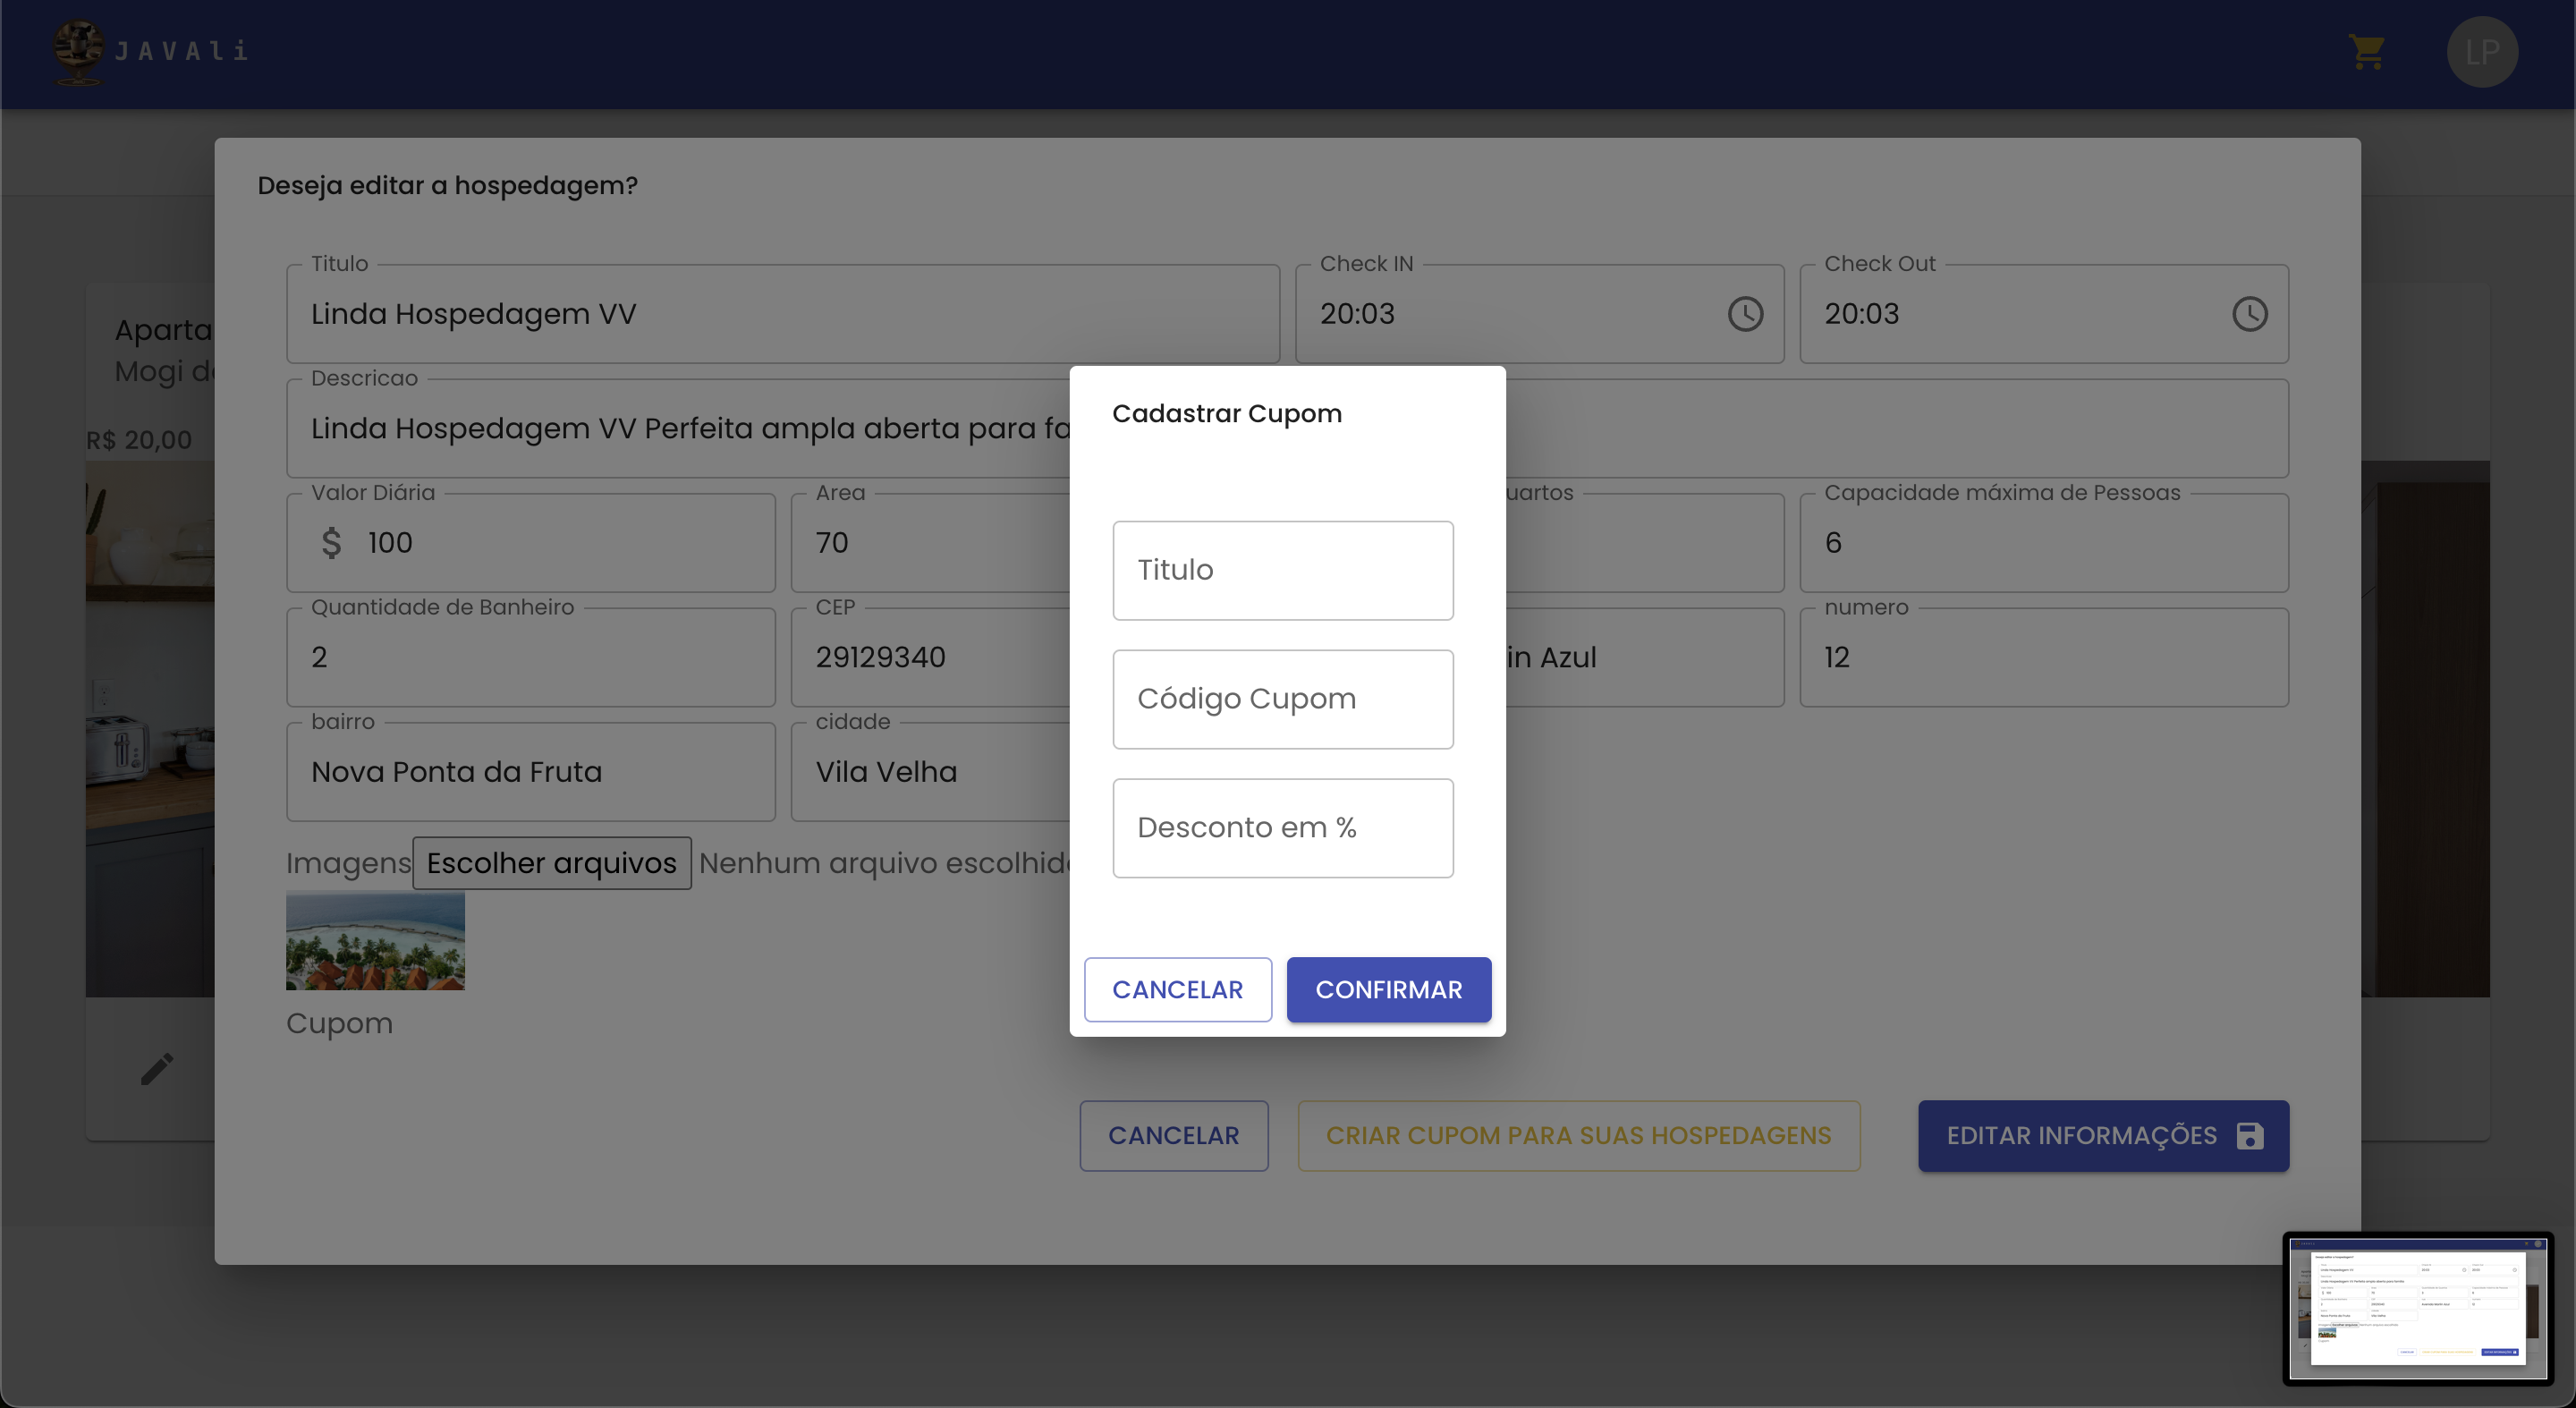 JAVAli
LP
Deseja editar a hospedagem?
Titulo
Linda Hospedagem VV
Check IN
20:03
Check Out
20:03
Aparta
Mogi d
R$ 20,00
Descricao
Linda Hospedagem VV Perfeita ampla aberta para fa
Valor Diária
$ 100
Area
70
uartos
Capacidade máxima de Pessoas
6
Quantidade de Banheiro
2
CEP
29129340
in Azul
numero
12
bairro
Nova Ponta da Fruta
cidade
Vila Velha
Imagens Escolher arquivos Nenhum arquivo escolhid
Cupom
CANCELAR
CRIAR CUPOM PARA SUAS HOSPEDAGENS
EDITAR INFORMAÇÕES
Cadastrar Cupom
Titulo
Código Cupom
Desconto em %
CANCELAR
CONFIRMAR